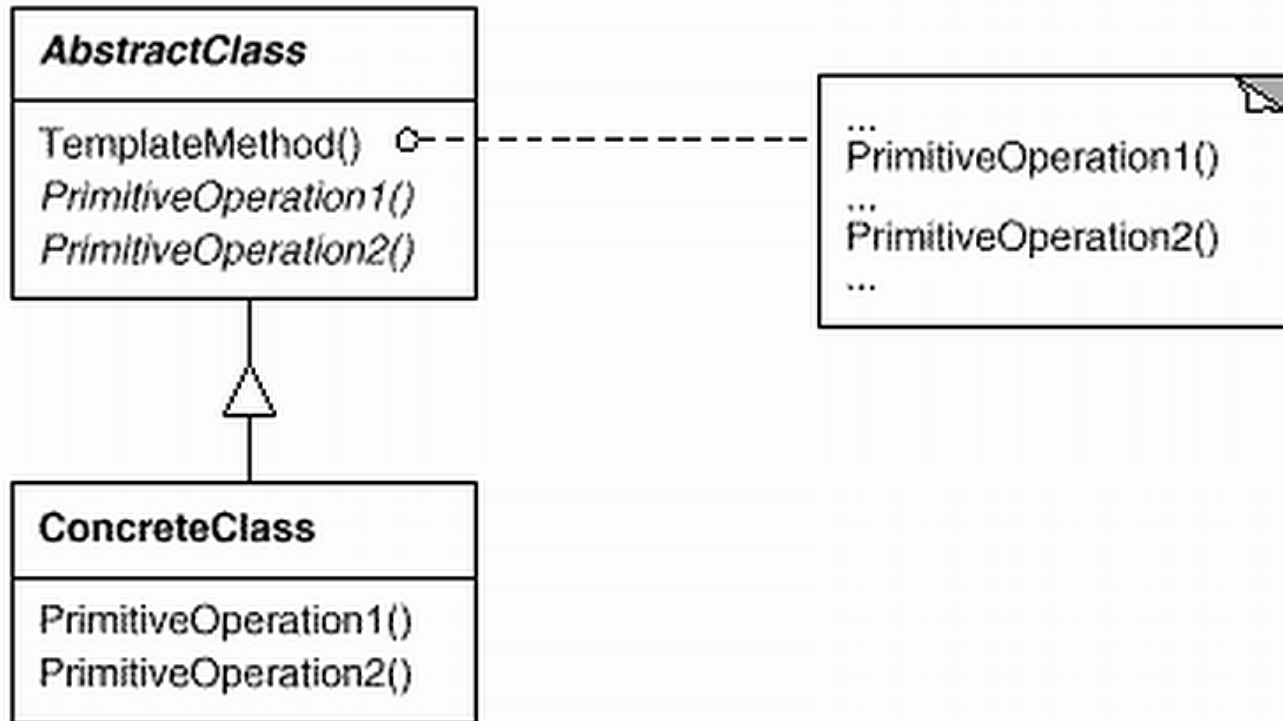 AbstractClass
TemplateMethod()
PrimitiveOperation1()
PrimitiveOperation2()
...
PrimitiveOperation1()
...
PrimitiveOperation2()
...
ConcreteClass
PrimitiveOperation1()
PrimitiveOperation2()